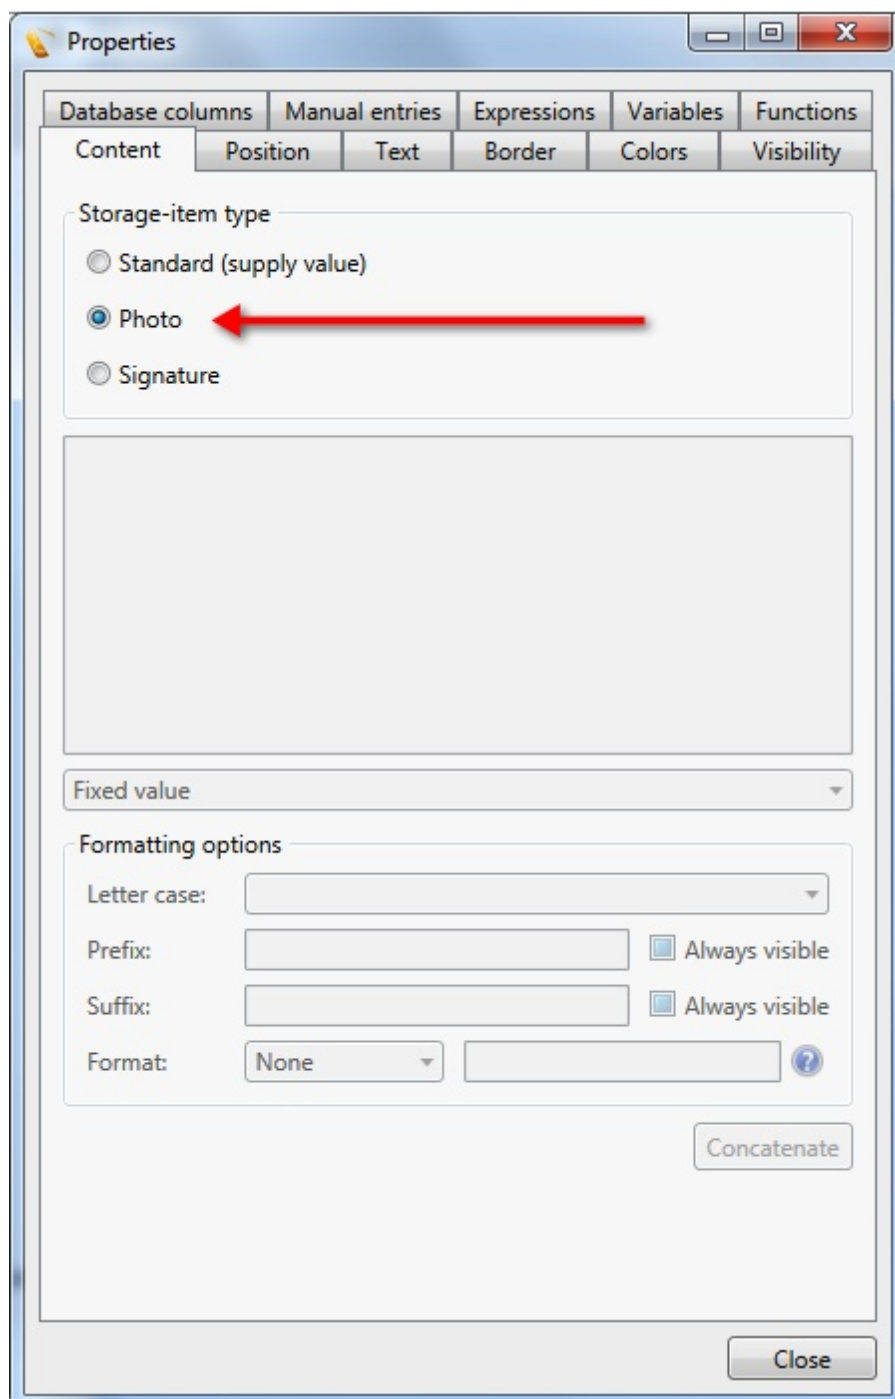 Properties
Database columns Manual entries Expressions Variables Functions
Content Position Text Border Colors Visibility
Storage-item type
Standard (supply value)
Photo
Signature
Fixed value
Formatting options
Letter case:
Prefix: Always visible
Suffix: Always visible
Format: None ?
Concatenate
Close